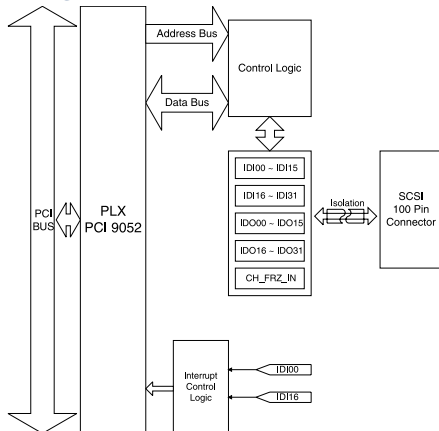 Address Bus
Control Logic
Data Bus
PCI
BUS
PLX
PCI 9052
IDI00 ~ IDI15
IDI16 ~ IDI31
IDO00 ~ IDO15
IDO16 ~ IDO31
CH_FRZ_IN
Isolation
SCSI
100 Pin
Connector
Interrupt
Control
Logic
IDI00
IDI16